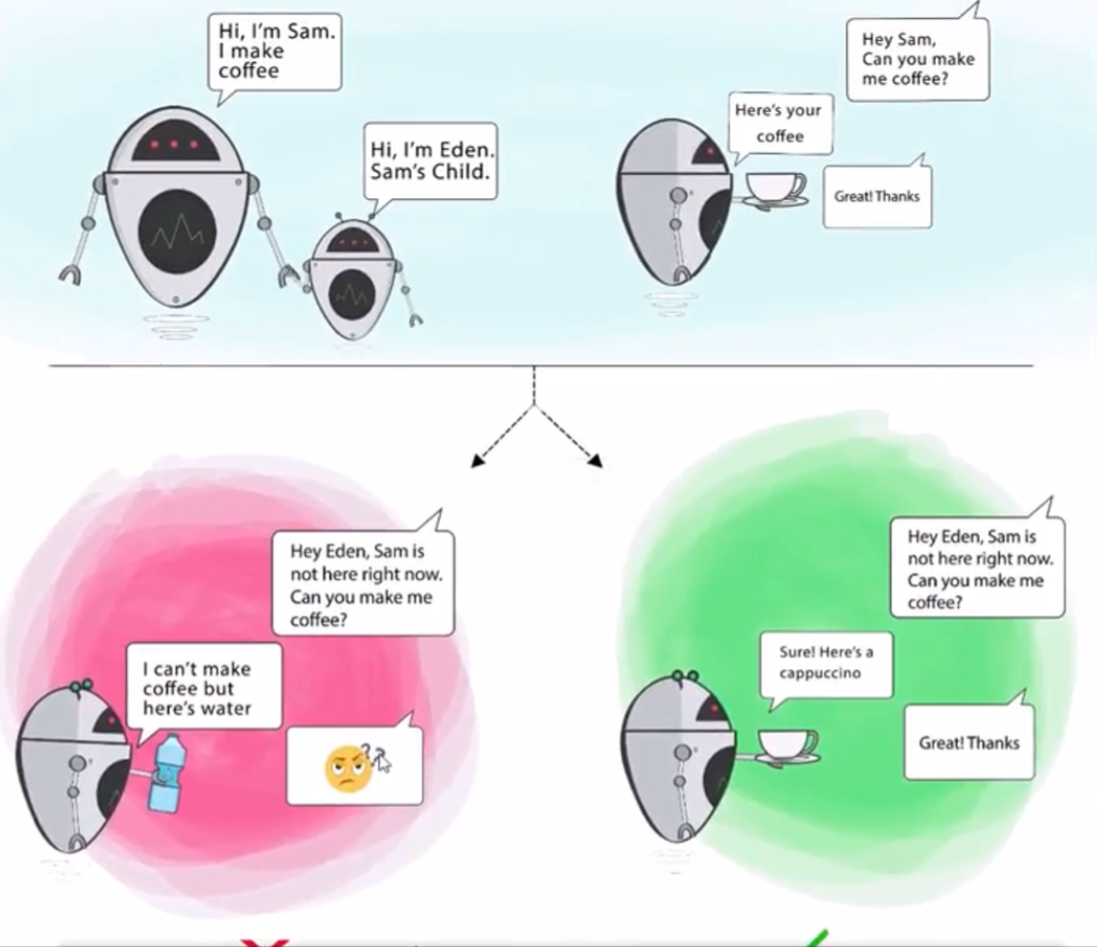 Hi, I'm Sam.
I make
coffee
Hi, I'm Eden.
Sam's Child.
Hey Sam,
Can you make
me coffee?
Here's your
coffee
Great! Thanks
Hey Eden, Sam is
not here right now.
Can you make me
coffee?
I can't make
coffee but
here's water
??
Hey Eden, Sam is
not here right now.
Can you make me
coffee?
Sure! Here's a
cappuccino
Great! Thanks